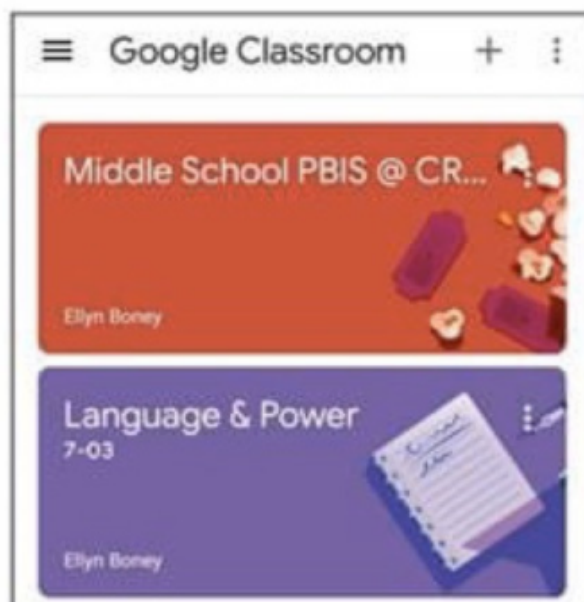 Google Classroom
Middle School PBIS @ CR...
Ellyn Boney
Language & Power
7-03
Ellyn Boney